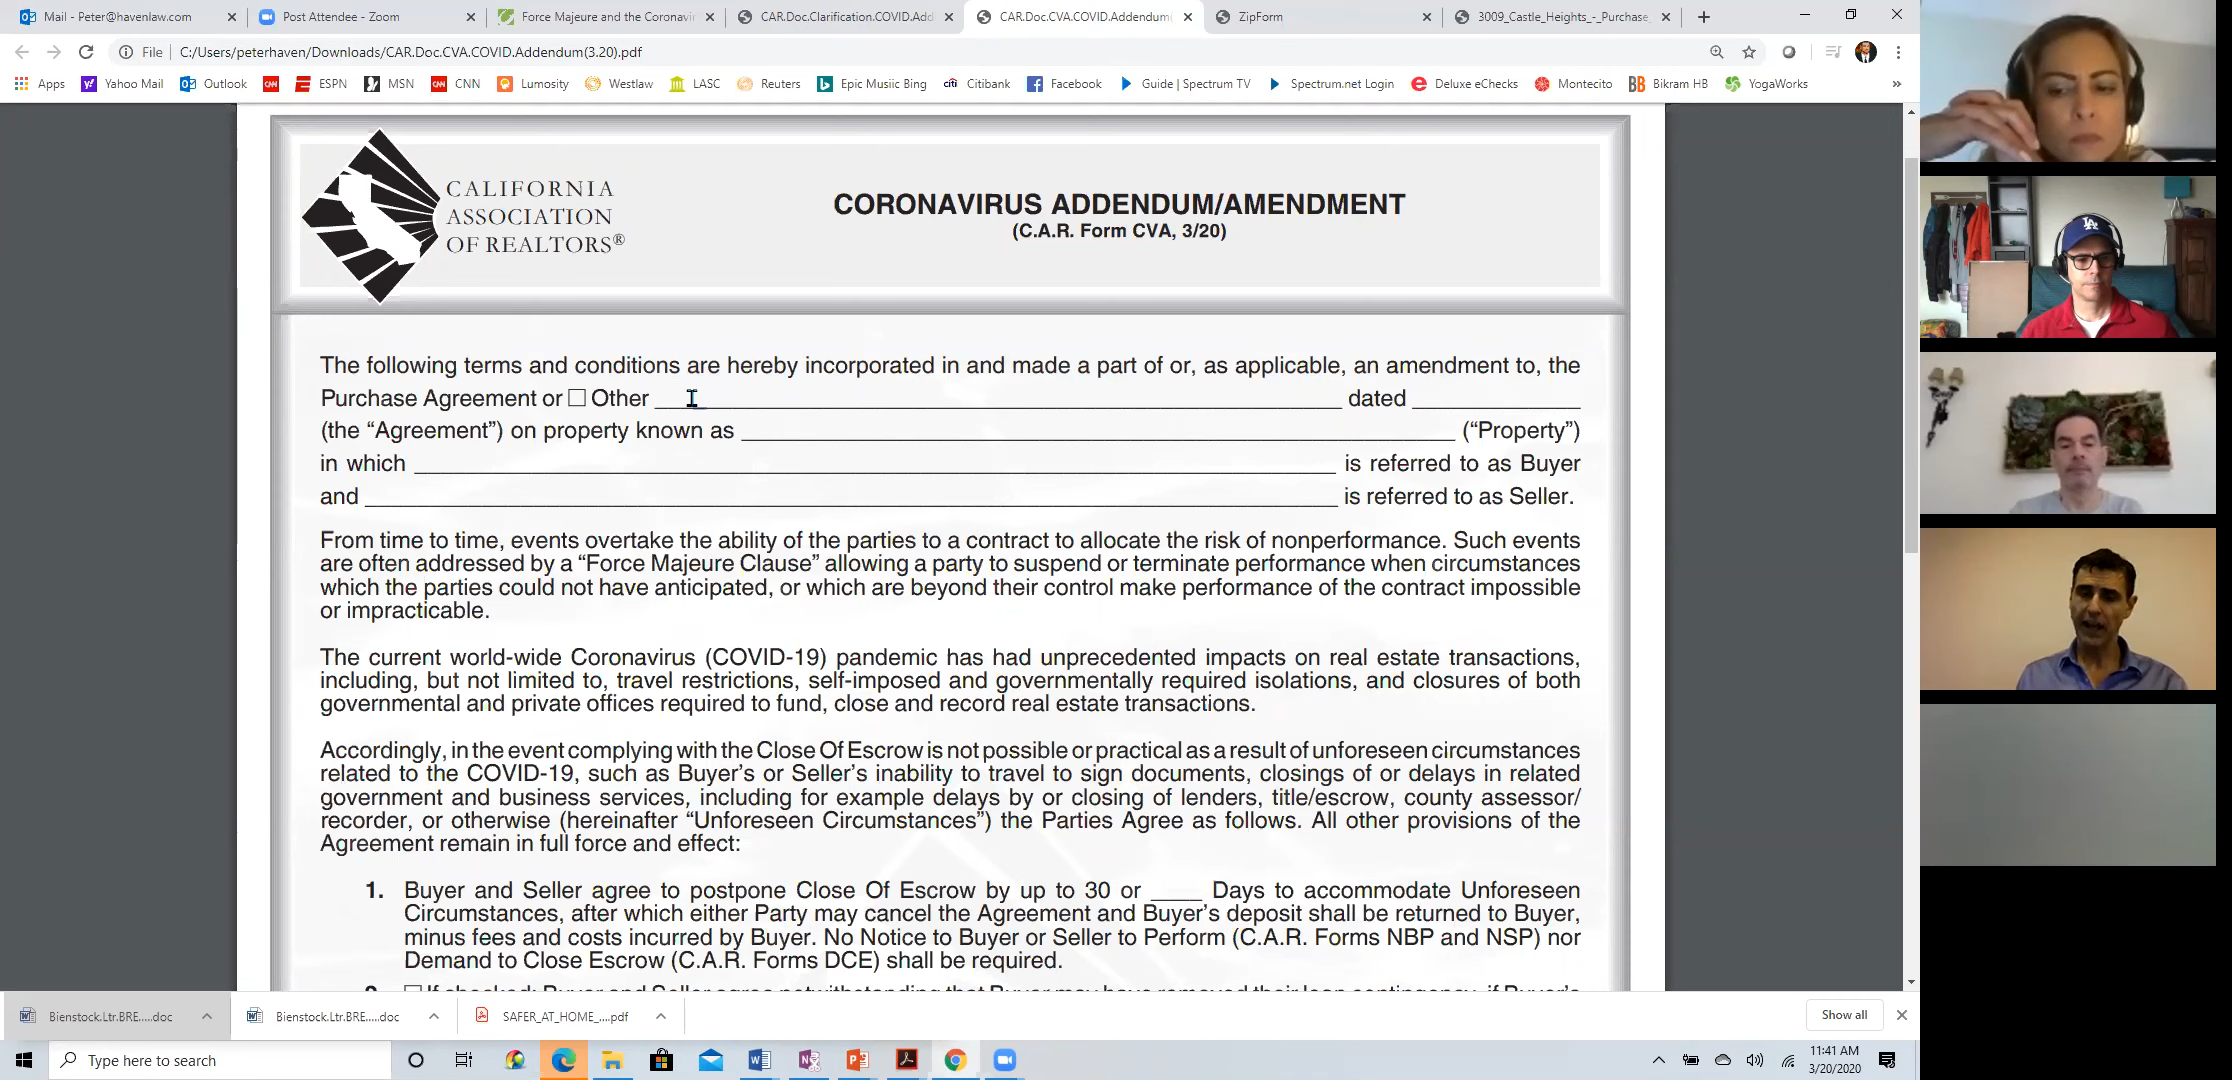 Mail - Peter@havenlaw.com
Post Attendee - Zoom
Force Majeure and the Coronavir
CAR.Doc.Clarification.COVID.Add
CAR.Doc.CVA.COVID.Addendum
ZipForm
3009_Castle_Heights_-_Purchase_
File
C:/Users/peterhaven/Downloads/CAR.Doc.CVA.COVID.Addendum(3.20).pdf
Apps
Yahoo Mail
Outlook
CNN
ESPN
MSN
CNN
CNN
Lumosity
Westlaw
LASC
Reuters
Epic Musiic Bing
citi
Citibank
Facebook
Guide | Spectrum TV
Spectrum.net Login
Deluxe eChecks
Montecito
BB
Bikram HB
YogaWorks
»
CALIFORNIA
ASSOCIATION
OF REALTORS®
CORONAVIRUS ADDENDUM/AMENDMENT
(C.A.R. Form CVA, 3/20)
The following terms and conditions are hereby incorporated in and made a part of or, as applicable, an amendment to, the
Purchase Agreement or ☐ Other ____ dated ____
(the “Agreement”) on property known as ____ (“Property”)
in which ____ is referred to as Buyer
and ____ is referred to as Seller.
From time to time, events overtake the ability of the parties to a contract to allocate the risk of nonperformance. Such events
are often addressed by a “Force Majeure Clause” allowing a party to suspend or terminate performance when circumstances
which the parties could not have anticipated, or which are beyond their control make performance of the contract impossible
or impracticable.
The current world-wide Coronavirus (COVID-19) pandemic has had unprecedented impacts on real estate transactions,
including, but not limited to, travel restrictions, self-imposed and governmentally required isolations, and closures of both
governmental and private offices required to fund, close and record real estate transactions.
Accordingly, in the event complying with the Close Of Escrow is not possible or practical as a result of unforeseen circumstances
related to the COVID-19, such as Buyer’s or Seller’s inability to travel to sign documents, closings of or delays in related
government and business services, including for example delays by or closing of lenders, title/escrow, county assessor/
recorder, or otherwise (hereinafter “Unforeseen Circumstances”) the Parties Agree as follows. All other provisions of the
Agreement remain in full force and effect:
1. Buyer and Seller agree to postpone Close Of Escrow by up to 30 or ____ Days to accommodate Unforeseen
Circumstances, after which either Party may cancel the Agreement and Buyer’s deposit shall be returned to Buyer,
minus fees and costs incurred by Buyer. No Notice to Buyer or Seller to Perform (C.A.R. Forms NBP and NSP) nor
Demand to Close Escrow (C.A.R. Forms DCE) shall be required.
LA
Bienstock.Ltr.BRE.....doc
Bienstock.Ltr.BRE.....doc
SAFER_AT_HOME_....pdf
Show all
Type here to search
11:41 AM
3/20/2020